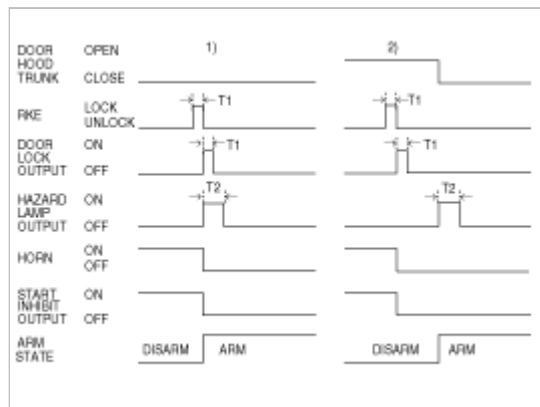 1) 2)
DOOR OPEN
HOOD
TRUNK CLOSE
RKE LOCK T1 T1
UNLOCK
DOOR ON
LOCK T1 T1
OUTPUT OFF
HAZARD ON T2 T2
LAMP
OUTPUT OFF
HORN ON
OFF
START ON
INHIBIT
OUTPUT OFF
ARM
STATE DISARM ARM DISARM ARM